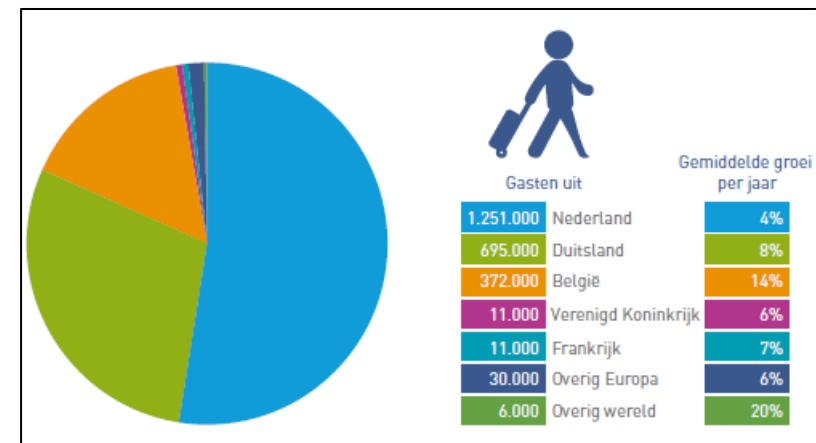 Gasten uit
Gemiddelde groei
per jaar
1.251.000 Nederland 4%
695.000 Duitsland 8%
372.000 België 14%
11.000 Verenigd Koninkrijk 6%
11.000 Frankrijk 7%
30.000 Overig Europa 6%
6.000 Overig wereld 20%